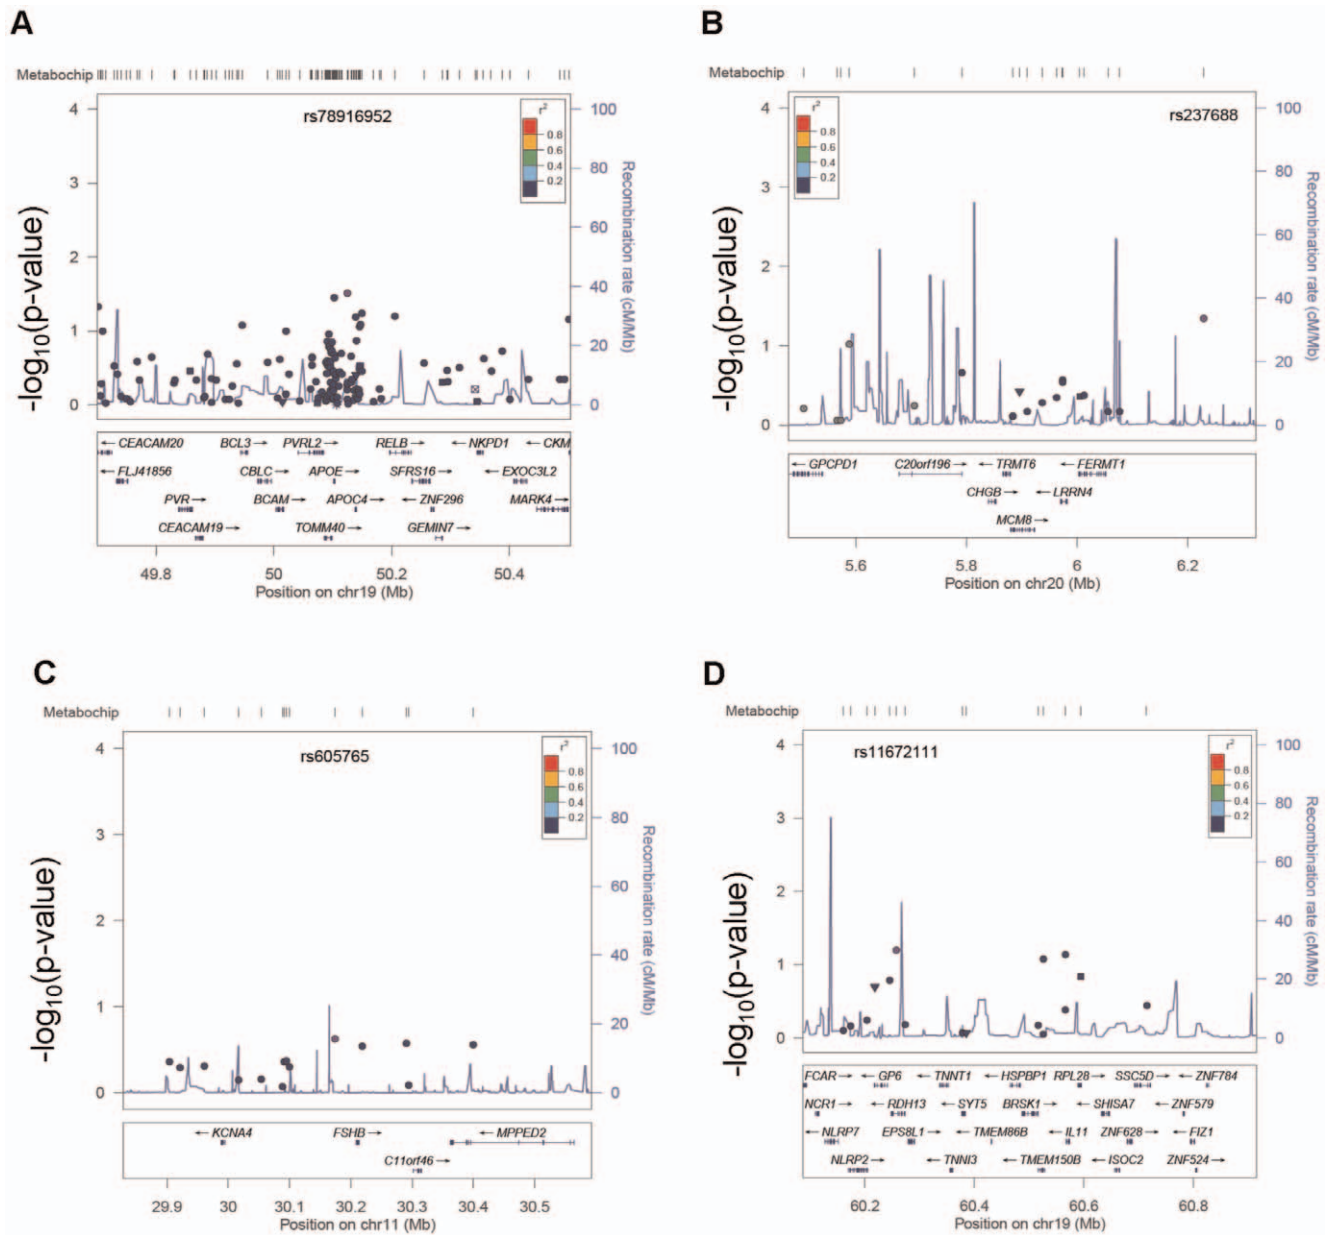 A
Metabochip
rs78916952
r²
0.8
0.6
0.4
0.2
4
3
2
1
0
100
80
60
40
20
0
-log₁₀(p-value)
Recombination rate (cM/Mb)
← CEACAM20 BCL3 → PVRL2 → RELB → ← NKPD1 ← CKM
← FLJ41856 CBLC → APOE → SFRS16 → ← EXOC3L2
PVR → BCAM → APOC4 → ← ZNF296 MARK4 →
CEACAM19 → TOMM40 → GEMIN7 →
49.8 50 50.2 50.4
Position on chr19 (Mb)
B
Metabochip
rs237688
r²
0.8
0.6
0.4
0.2
4
3
2
1
0
100
80
60
40
20
0
-log₁₀(p-value)
Recombination rate (cM/Mb)
← GPCPD1 C20orf196 → ← TRMT6 ← FERMT1
CHGB → ← LRRN4
MCM8 →
5.6 5.8 6 6.2
Position on chr20 (Mb)
C
Metabochip
rs605765
r²
0.8
0.6
0.4
0.2
4
3
2
1
0
100
80
60
40
20
0
-log₁₀(p-value)
Recombination rate (cM/Mb)
← KCNA4 FSHB → ← MPPED2
C11orf46 →
29.9 30 30.1 30.2 30.3 30.4 30.5
Position on chr11 (Mb)
D
Metabochip
rs11672111
r²
0.8
0.6
0.4
0.2
4
3
2
1
0
100
80
60
40
20
0
-log₁₀(p-value)
Recombination rate (cM/Mb)
FCAR → ← GP6 ← TNNT1 ← HSPBP1 RPL28 → SSC5D → ← ZNF784
NCR1 → ← RDH13 ← SYT5 BRSK1 → ← SHISA7 ← ZNF579
← NLRP7 EPS8L1 → ← TMEM86B ← IL11 ZNF628 → ← FIZ1
NLRP2 → ← TNNI3 ← TMEM150B ← ISOC2 ZNF524 →
60.2 60.4 60.6 60.8
Position on chr19 (Mb)